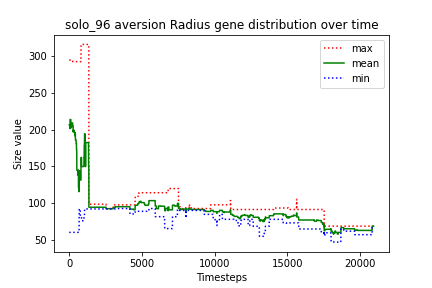 solo_96 aversion Radius gene distribution over time
max
mean
min
Size value
300
250
200
150
100
50
0
5000
10000
15000
20000
Timesteps